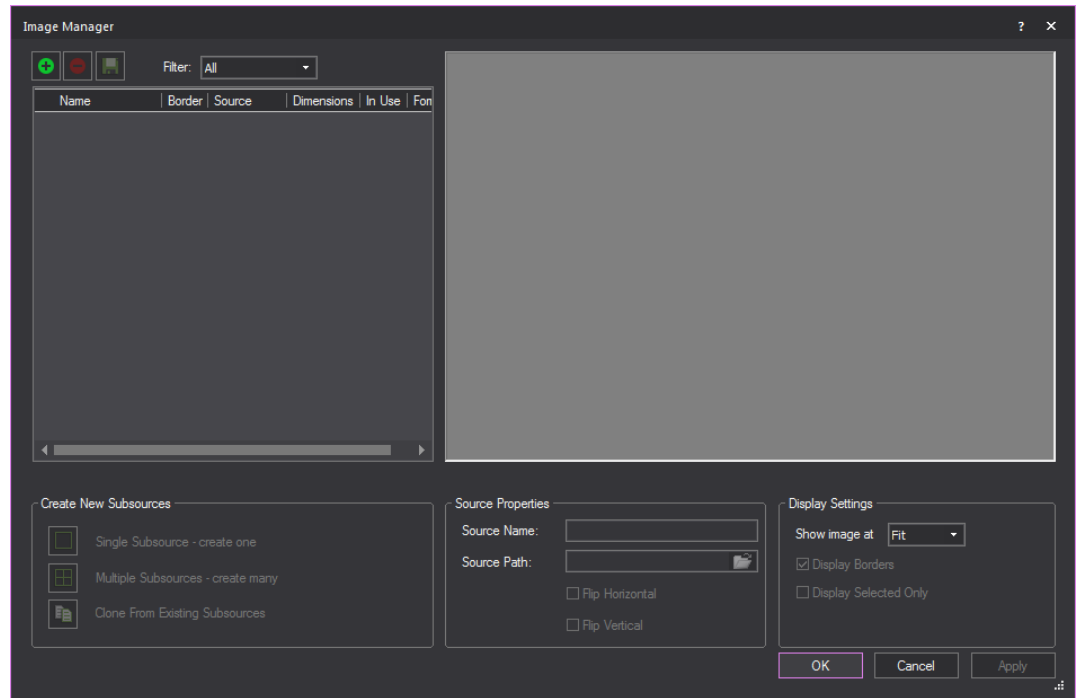 Image Manager
Filter: All
Name Border Source Dimensions In Use Forn
Create New Subsources
Single Subsource - create one
Multiple Subsources - create many
Clone From Existing Subsources
Source Properties
Source Name:
Source Path:
Flip Horizontal
Flip Vertical
Display Settings
Show image at Fit
Display Borders
Display Selected Only
OK Cancel Apply